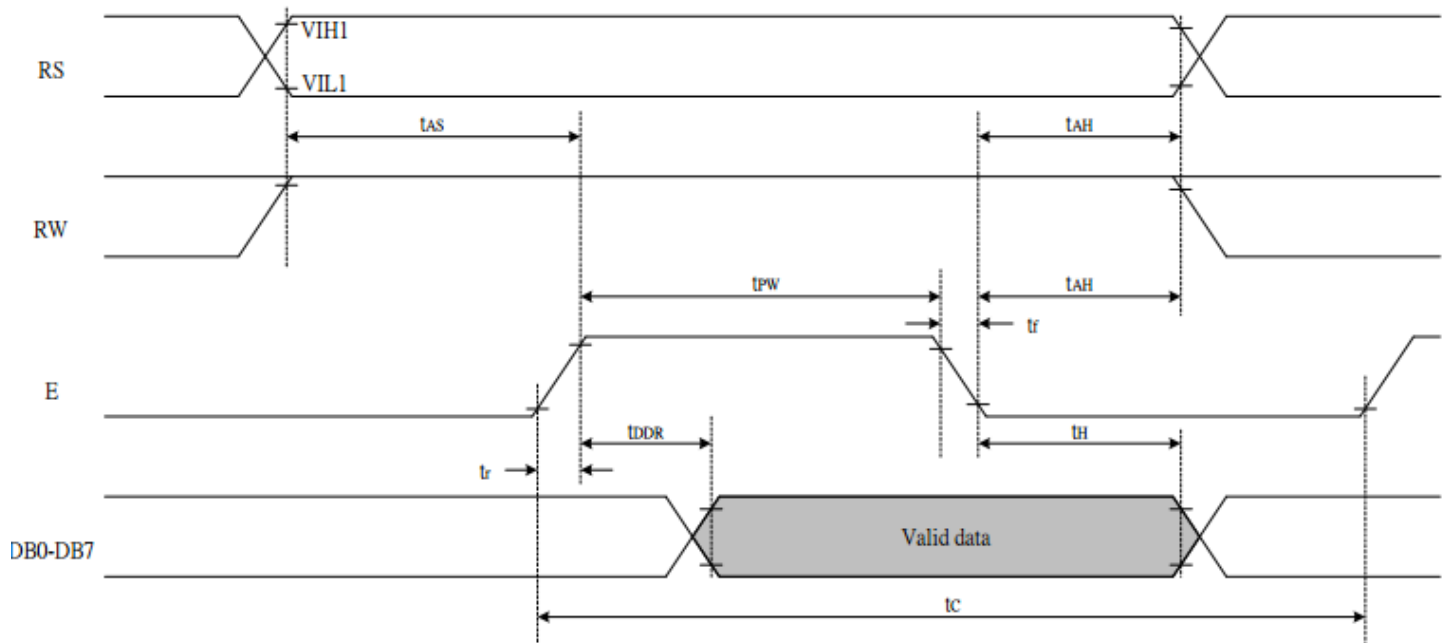 VIH1
RS
VIL1
tAS
tAH
RW
tPW
tAH
tf
E
tDDR
tH
tr
Valid data
DB0-DB7
tC